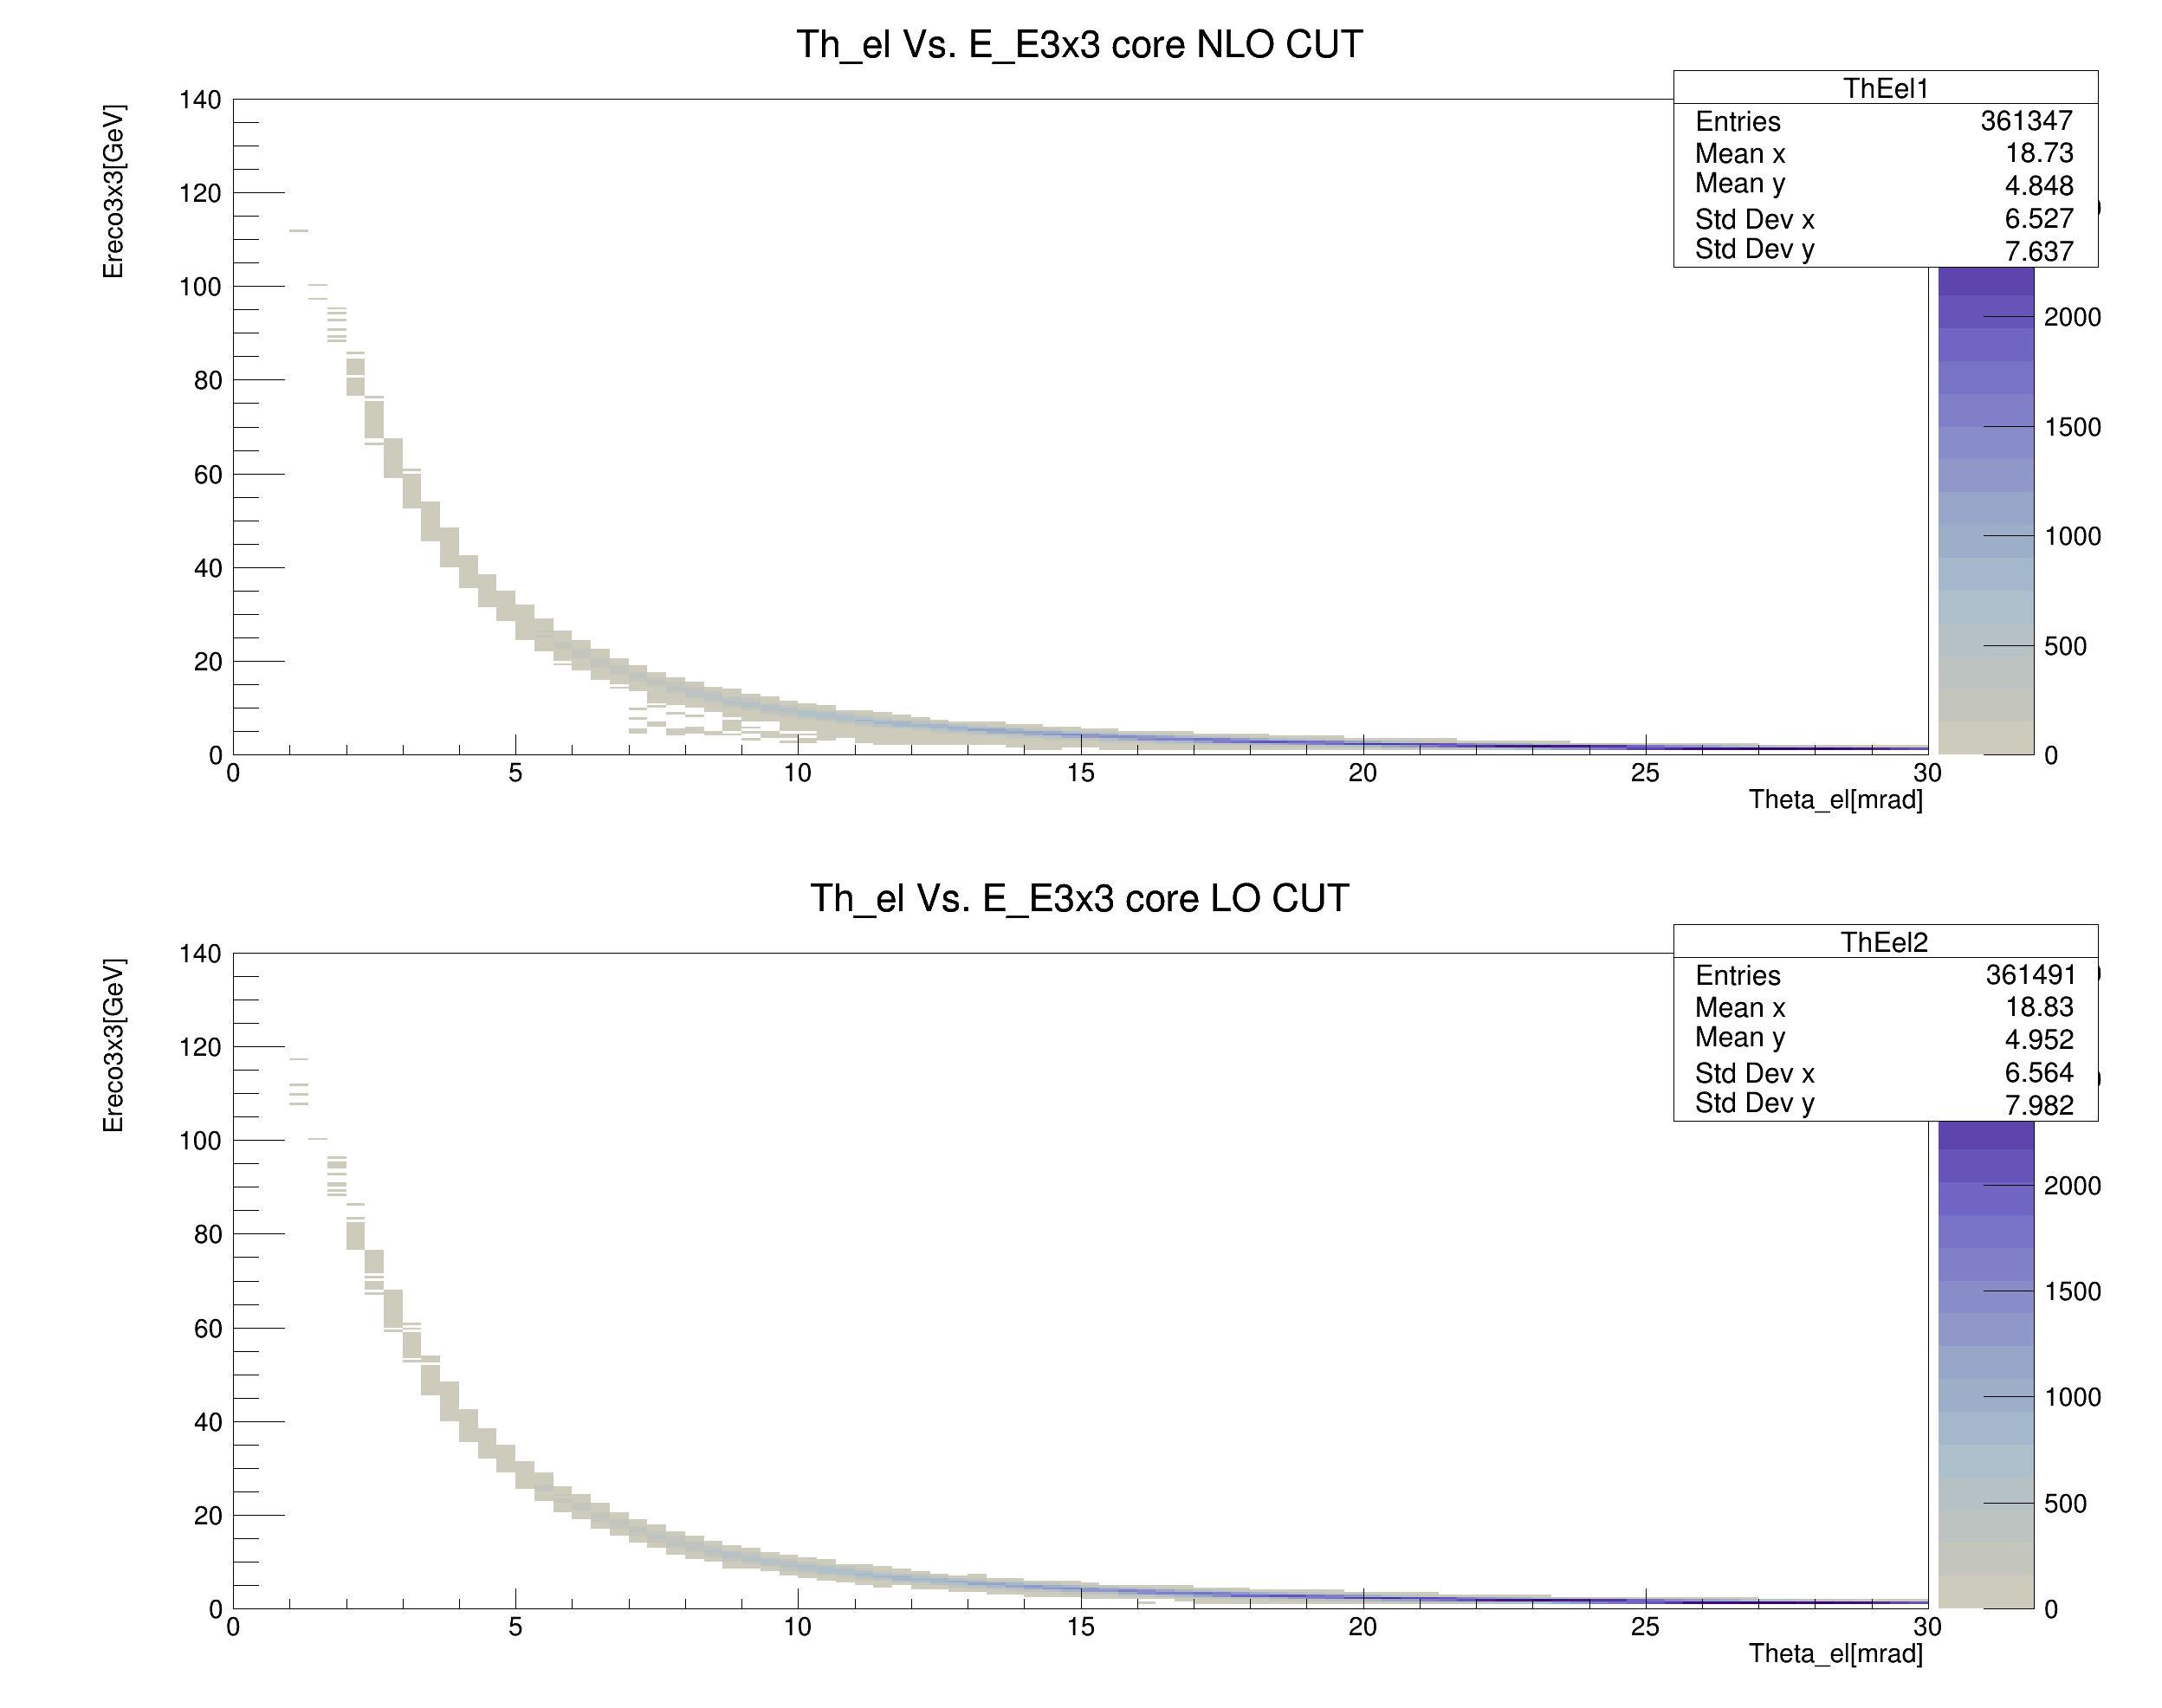 Th_el Vs. E_E3x3 core NLO CUT
Ereco3x3[GeV]
ThEel1
Entries 361347
Mean x 18.73
Mean y 4.848
Std Dev x 6.527
Std Dev y 7.637
140
120
100
80
60
40
20
0
2000
1500
1000
500
0
0 5 10 15 20 25 30
Theta_el[mrad]
Th_el Vs. E_E3x3 core LO CUT
Ereco3x3[GeV]
ThEel2
Entries 361491
Mean x 18.83
Mean y 4.952
Std Dev x 6.564
Std Dev y 7.982
140
120
100
80
60
40
20
0
2000
1500
1000
500
0
0 5 10 15 20 25 30
Theta_el[mrad]